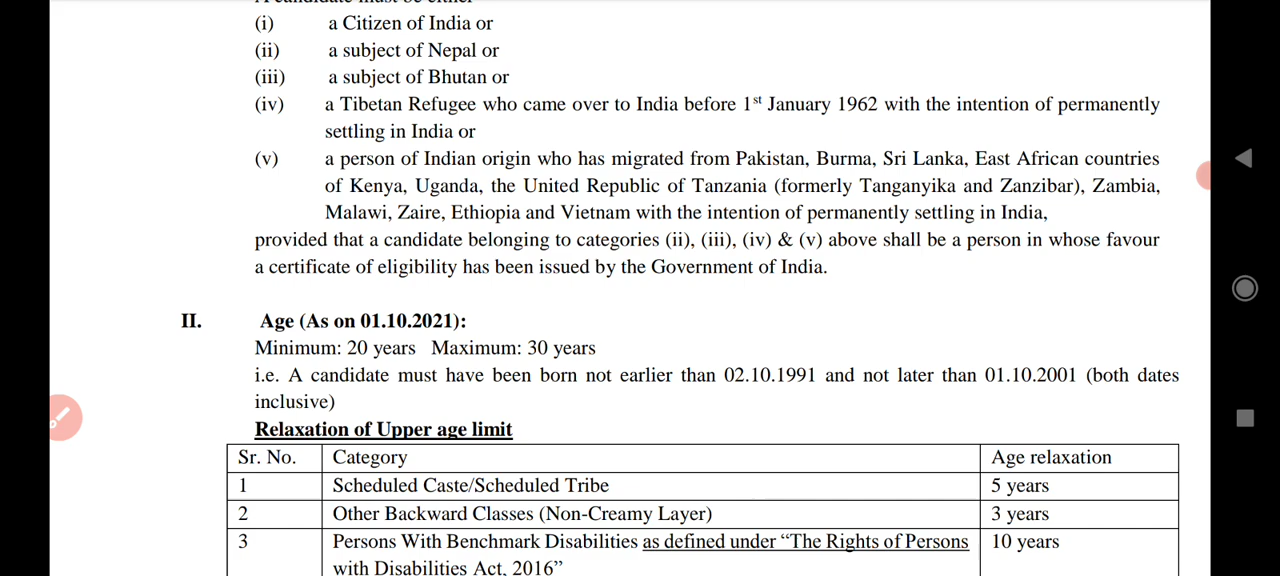 A candidate must be either
(i) a Citizen of India or
(ii) a subject of Nepal or
(iii) a subject of Bhutan or
(iv) a Tibetan Refugee who came over to India before 1st January 1962 with the intention of permanently
settling in India or
(v) a person of Indian origin who has migrated from Pakistan, Burma, Sri Lanka, East African countries
of Kenya, Uganda, the United Republic of Tanzania (formerly Tanganyika and Zanzibar), Zambia,
Malawi, Zaire, Ethiopia and Vietnam with the intention of permanently settling in India,
provided that a candidate belonging to categories (ii), (iii), (iv) & (v) above shall be a person in whose favour
a certificate of eligibility has been issued by the Government of India.
II. Age (As on 01.10.2021):
Minimum: 20 years Maximum: 30 years
i.e. A candidate must have been born not earlier than 02.10.1991 and not later than 01.10.2001 (both dates
inclusive)
Relaxation of Upper age limit
Sr. No. Category Age relaxation
1 Scheduled Caste/Scheduled Tribe 5 years
2 Other Backward Classes (Non-Creamy Layer) 3 years
3 Persons With Benchmark Disabilities as defined under “The Rights of Persons 10 years
with Disabilities Act, 2016”